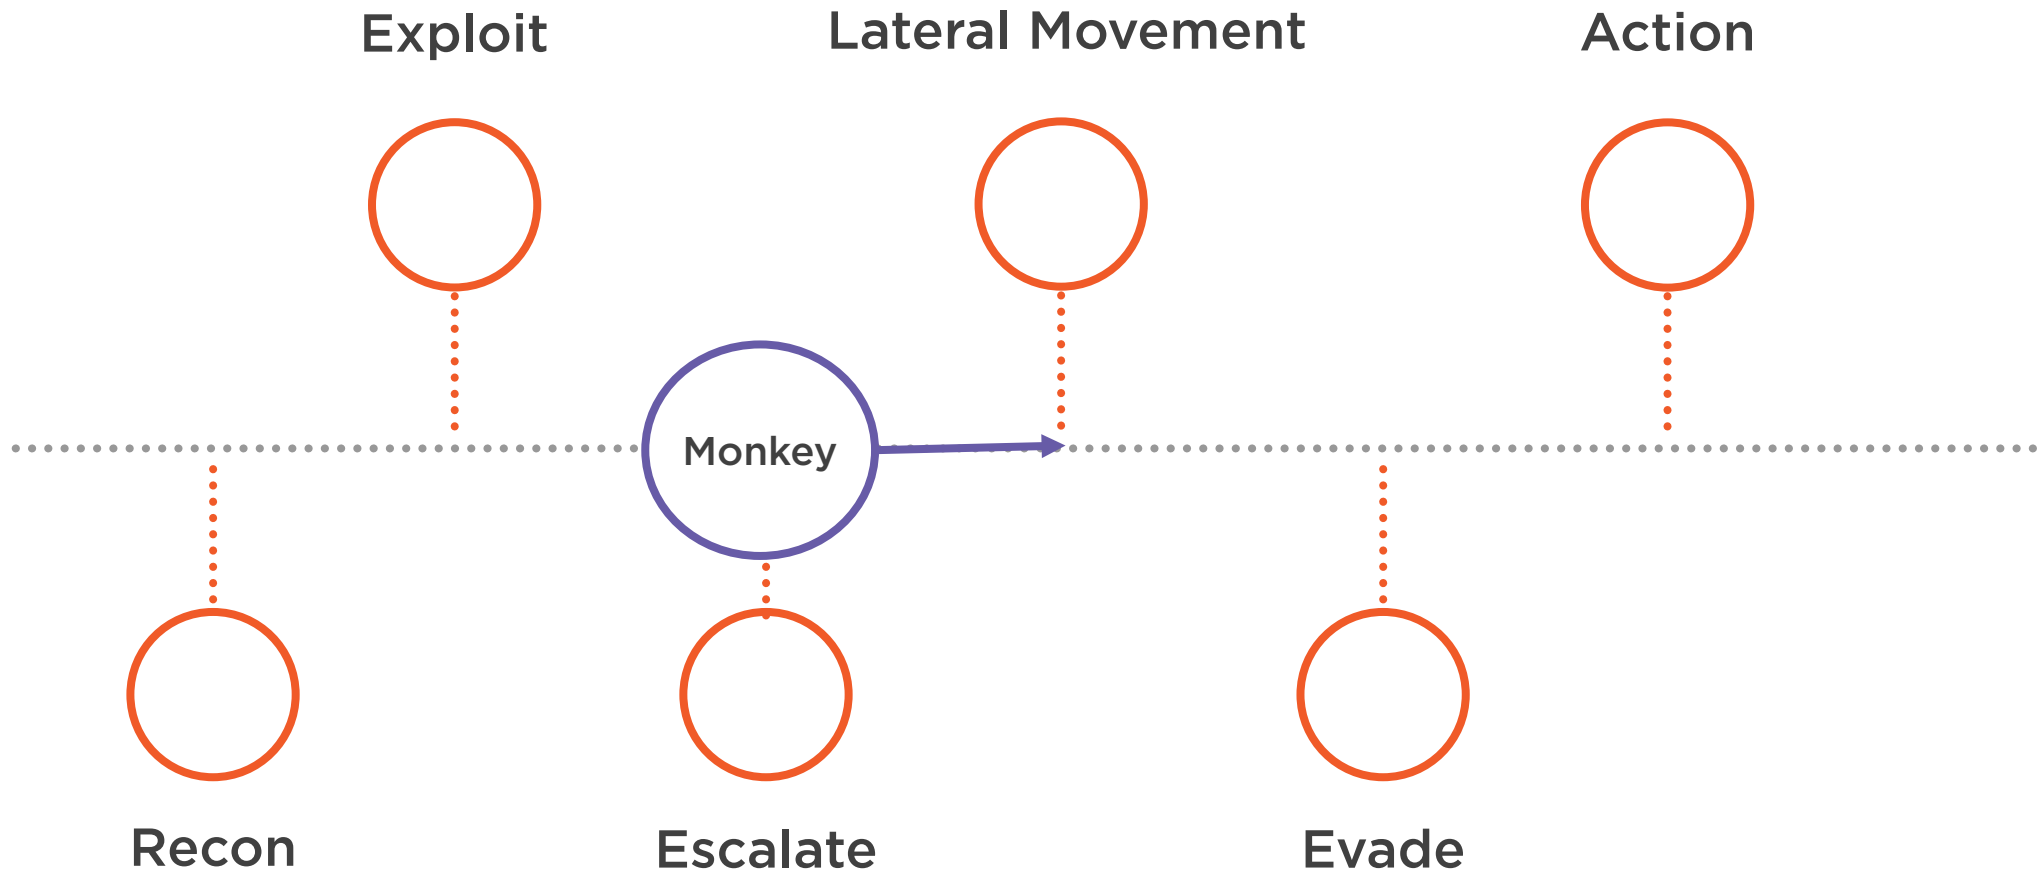 Exploit
Lateral Movement
Action
Monkey
Recon
Escalate
Evade